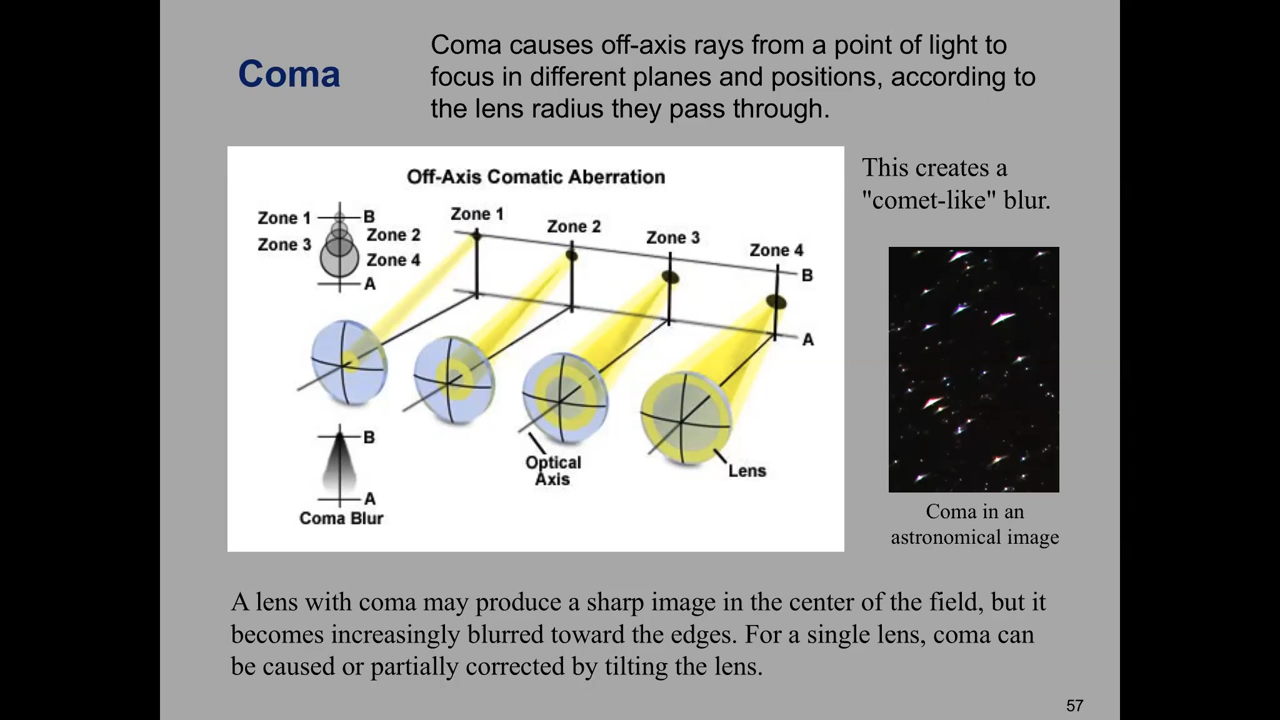 Coma
Coma causes off-axis rays from a point of light to
focus in different planes and positions, according to
the lens radius they pass through.
Off-Axis Comatic Aberration
Zone 1
B
Zone 2
Zone 3
Zone 4
A
Zone 1
Zone 2
Zone 3
Zone 4
B
A
Optical
Axis
Lens
B
A
Coma Blur
This creates a
"comet-like" blur.
Coma in an
astronomical image
A lens with coma may produce a sharp image in the center of the field, but it
becomes increasingly blurred toward the edges. For a single lens, coma can
be caused or partially corrected by tilting the lens.
57